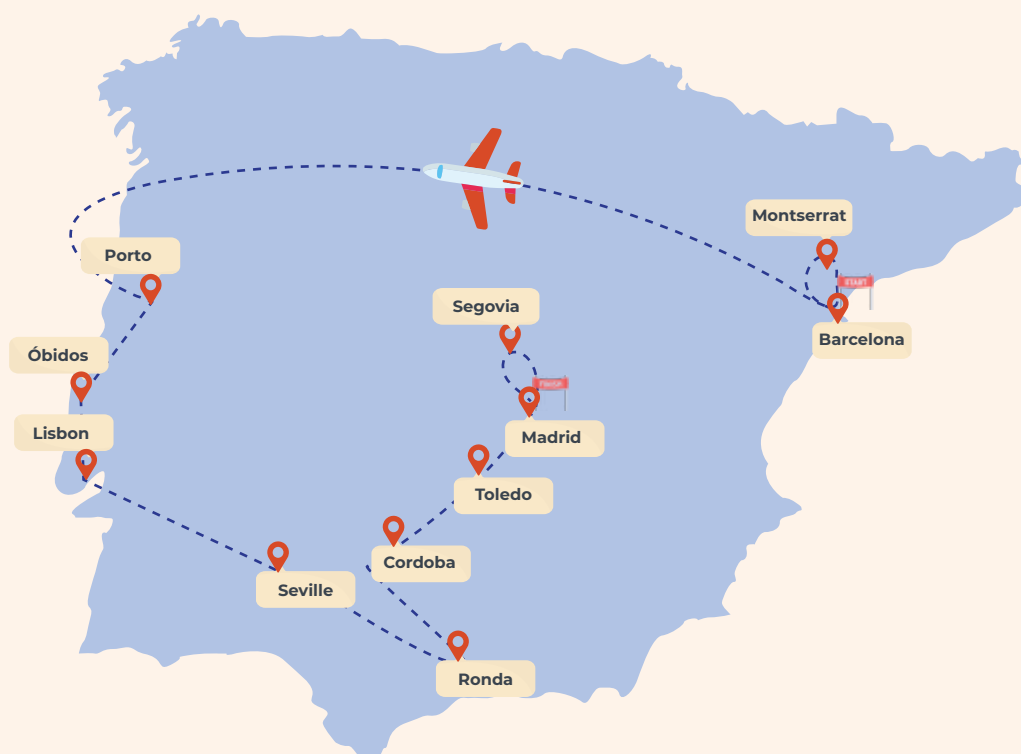 Montserrat
Porto
Segovia
Barcelona
Óbidos
Lisbon
Madrid
Toledo
Cordoba
Seville
Ronda